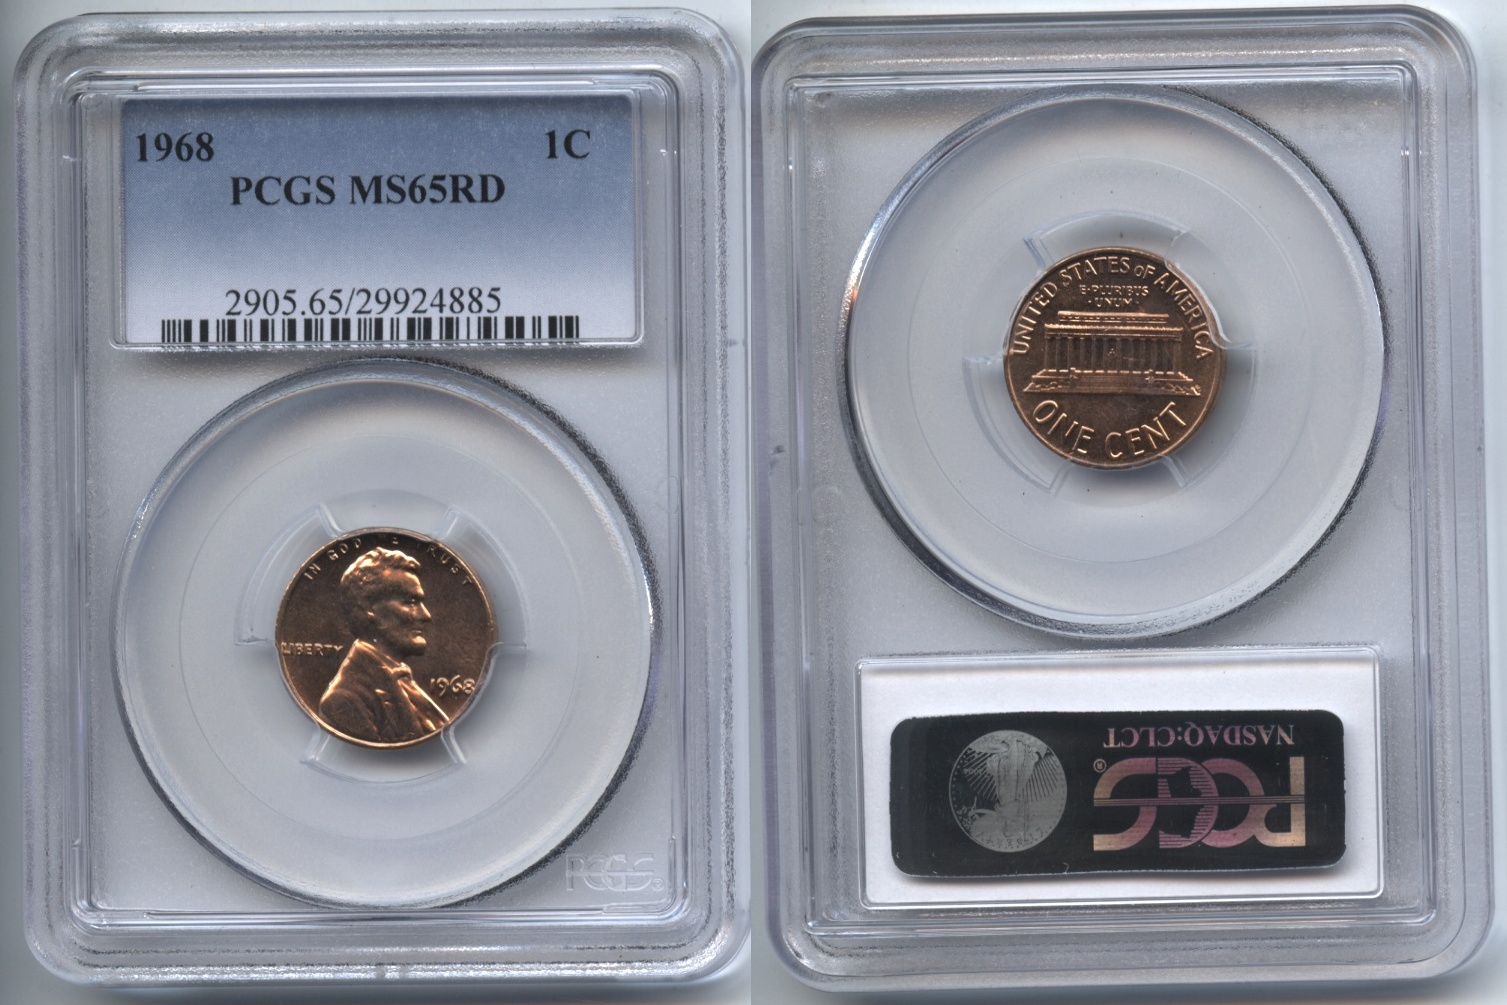 1968 1C
PCGS MS65RD
2905.65/29924885
IN GOD WE TRUST
LIBERTY
1968
PCGS
UNITED STATES OF AMERICA
E·PLURIBUS
·UNUM·
ONE CENT
NASDAQ:CLCT
PCGS®